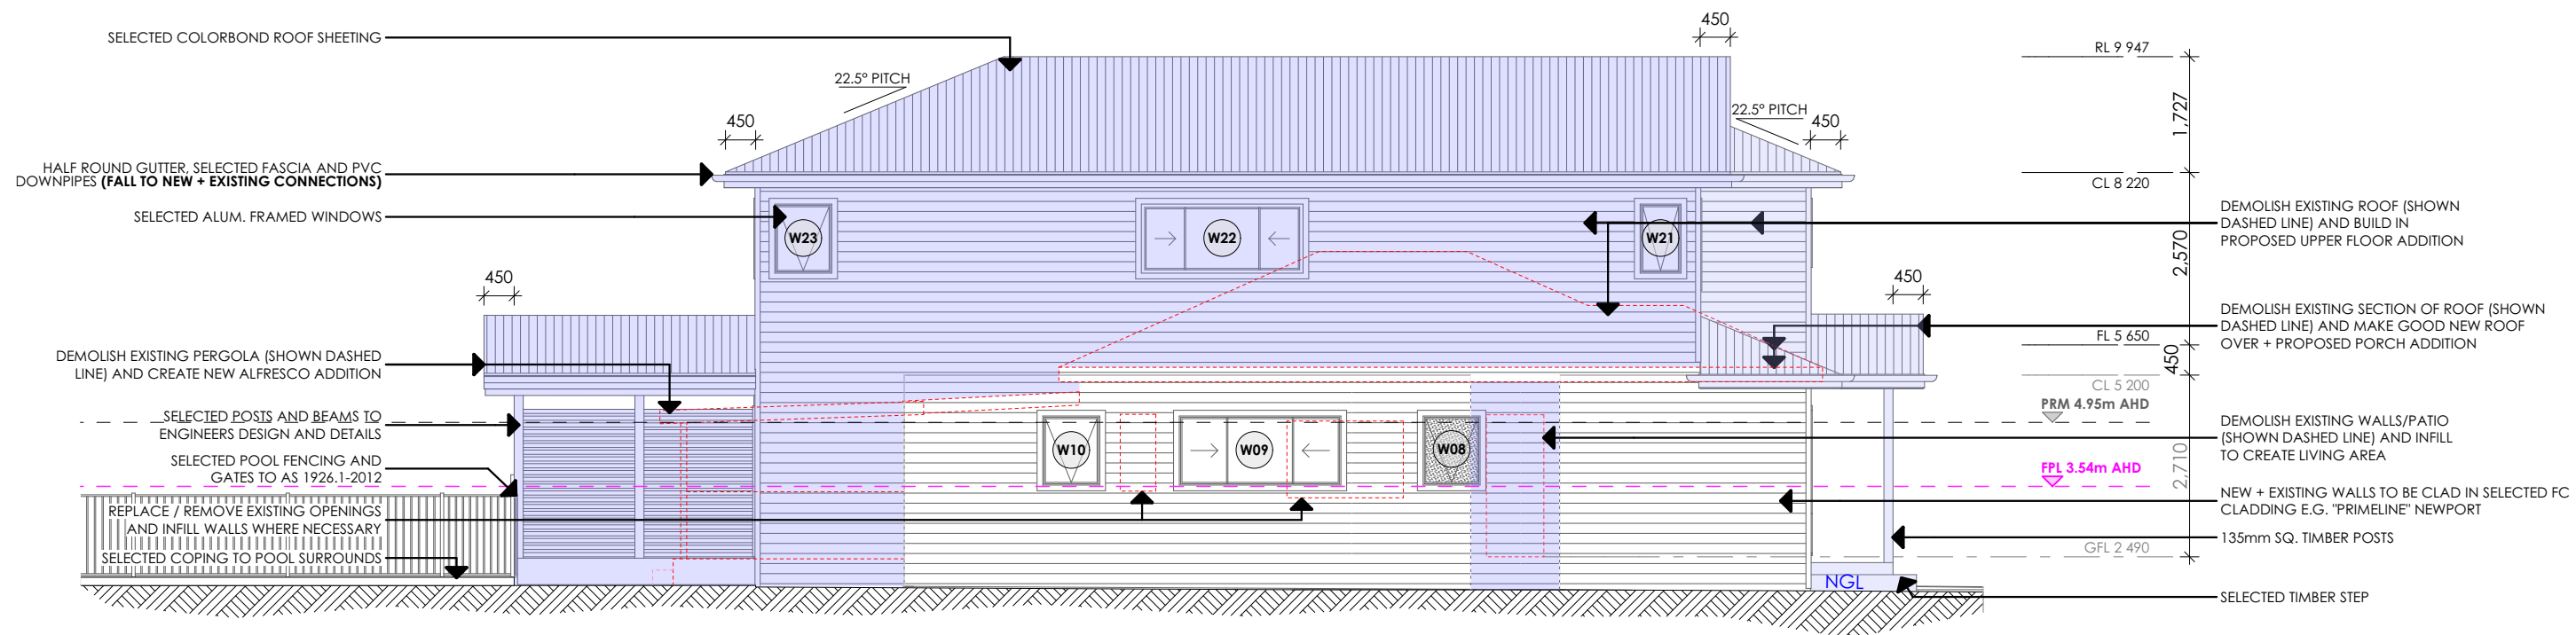 SELECTED COLORBOND ROOF SHEETING
HALF ROUND GUTTER, SELECTED FASCIA AND PVC
DOWNPIPES (FALL TO NEW + EXISTING CONNECTIONS)
SELECTED ALUM. FRAMED WINDOWS
DEMOLISH EXISTING PERGOLA (SHOWN DASHED
LINE) AND CREATE NEW ALFRESCO ADDITION
SELECTED POSTS AND BEAMS TO
ENGINEERS DESIGN AND DETAILS
SELECTED POOL FENCING AND
GATES TO AS 1926.1-2012
REPLACE / REMOVE EXISTING OPENINGS
AND INFILL WALLS WHERE NECESSARY
SELECTED COPING TO POOL SURROUNDS
450
22.5° PITCH
450
450
22.5° PITCH
450
450
W23
W22
W21
W10
W09
W08
NGL
RL 9 947
1,727
CL 8 220
2,570
FL 5 650
450
CL 5 200
PRM 4.95m AHD
FPL 3.54m AHD
2,710
GFL 2 490
DEMOLISH EXISTING ROOF (SHOWN
DASHED LINE) AND BUILD IN
PROPOSED UPPER FLOOR ADDITION
DEMOLISH EXISTING SECTION OF ROOF (SHOWN
DASHED LINE) AND MAKE GOOD NEW ROOF
OVER + PROPOSED PORCH ADDITION
DEMOLISH EXISTING WALLS/PATIO
(SHOWN DASHED LINE) AND INFILL
TO CREATE LIVING AREA
NEW + EXISTING WALLS TO BE CLAD IN SELECTED FC
CLADDING E.G. "PRIMELINE" NEWPORT
135mm SQ. TIMBER POSTS
SELECTED TIMBER STEP